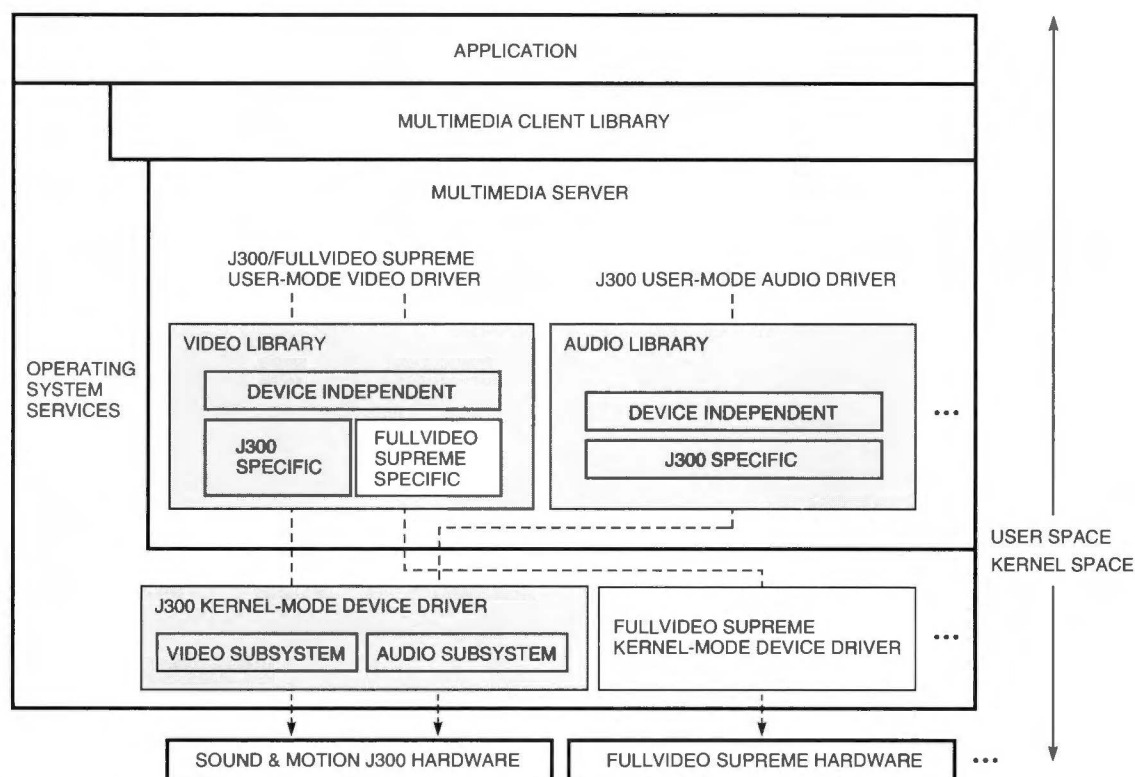 APPLICATION
MULTIMEDIA CLIENT LIBRARY
MULTIMEDIA SERVER
J300/FULLVIDEO SUPREME
USER-MODE VIDEO DRIVER
J300 USER-MODE AUDIO DRIVER
VIDEO LIBRARY
DEVICE INDEPENDENT
J300
SPECIFIC
FULLVIDEO
SUPREME
SPECIFIC
AUDIO LIBRARY
DEVICE INDEPENDENT
J300 SPECIFIC
...
OPERATING
SYSTEM
SERVICES
USER SPACE
KERNEL SPACE
J300 KERNEL-MODE DEVICE DRIVER
VIDEO SUBSYSTEM
AUDIO SUBSYSTEM
FULLVIDEO SUPREME
KERNEL-MODE DEVICE DRIVER
...
SOUND & MOTION J300 HARDWARE
FULLVIDEO SUPREME HARDWARE
...